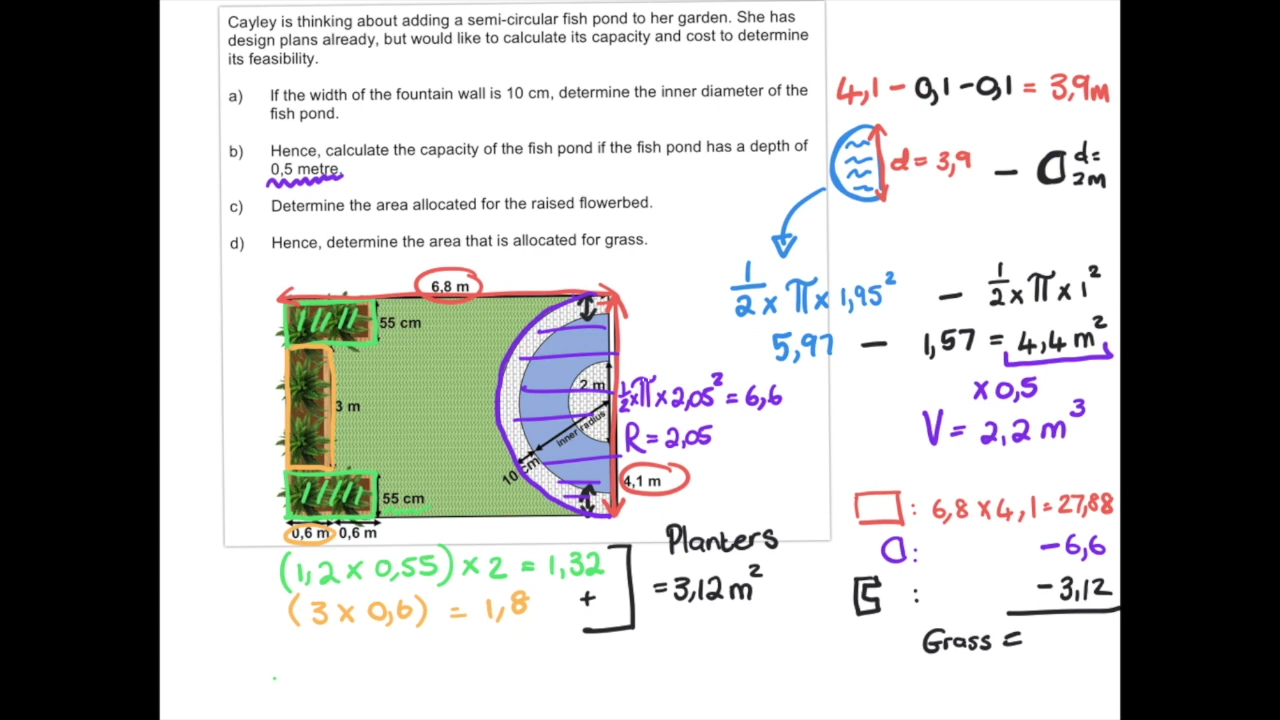 Cayley is thinking about adding a semi-circular fish pond to her garden. She has
design plans already, but would like to calculate its capacity and cost to determine
its feasibility.
a) If the width of the fountain wall is 10 cm, determine the inner diameter of the
fish pond.
b) Hence, calculate the capacity of the fish pond if the fish pond has a depth of
0,5 metre.
c) Determine the area allocated for the raised flowerbed.
d) Hence, determine the area that is allocated for grass.
4,1 - 0,1 - 0,1 = 3,9m
d = 3,9
- d=
2m
1/2 × π × 1,95² - 1/2 × π × 1²
5,97 - 1,57 = 4,4 m²
× 0,5
V = 2,2 m³
6,8 m
55 cm
2 m
3 m
1/2 × π × 2,05² = 6,6
R = 2,05
inner radius
10 cm
4,1 m
55 cm
0,6 m 0,6 m
(1,2 × 0,55) × 2 = 1,32
(3 × 0,6) = 1,8
+
Planters
= 3,12 m²
: 6,8 × 4,1 = 27,88
: - 6,6
: - 3,12
Grass =